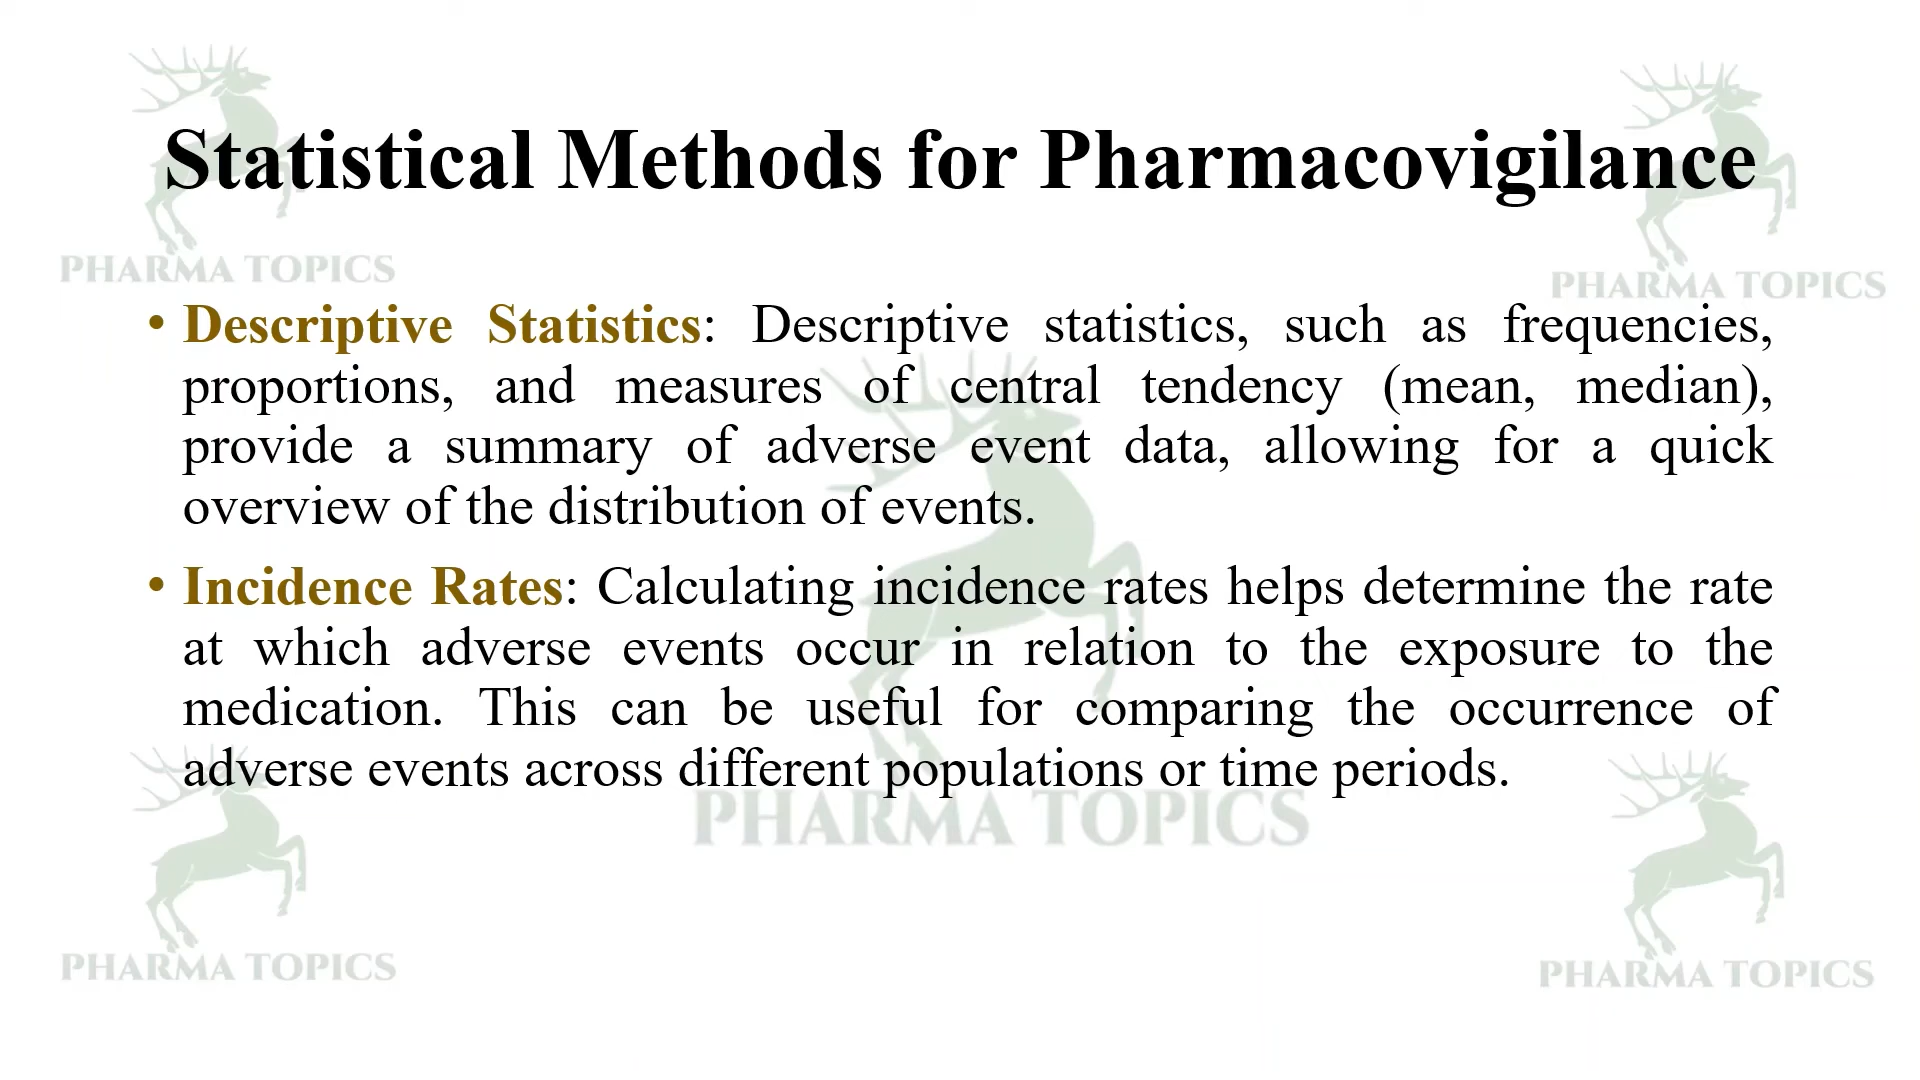 Statistical Methods for Pharmacovigilance
PHARMA TOPICS
PHARMA TOPICS
• Descriptive Statistics: Descriptive statistics, such as frequencies,
proportions, and measures of central tendency (mean, median),
provide a summary of adverse event data, allowing for a quick
overview of the distribution of events.
• Incidence Rates: Calculating incidence rates helps determine the rate
at which adverse events occur in relation to the exposure to the
medication. This can be useful for comparing the occurrence of
adverse events across different populations or time periods.
PHARMA TOPICS
PHARMA TOPICS
PHARMA TOPICS